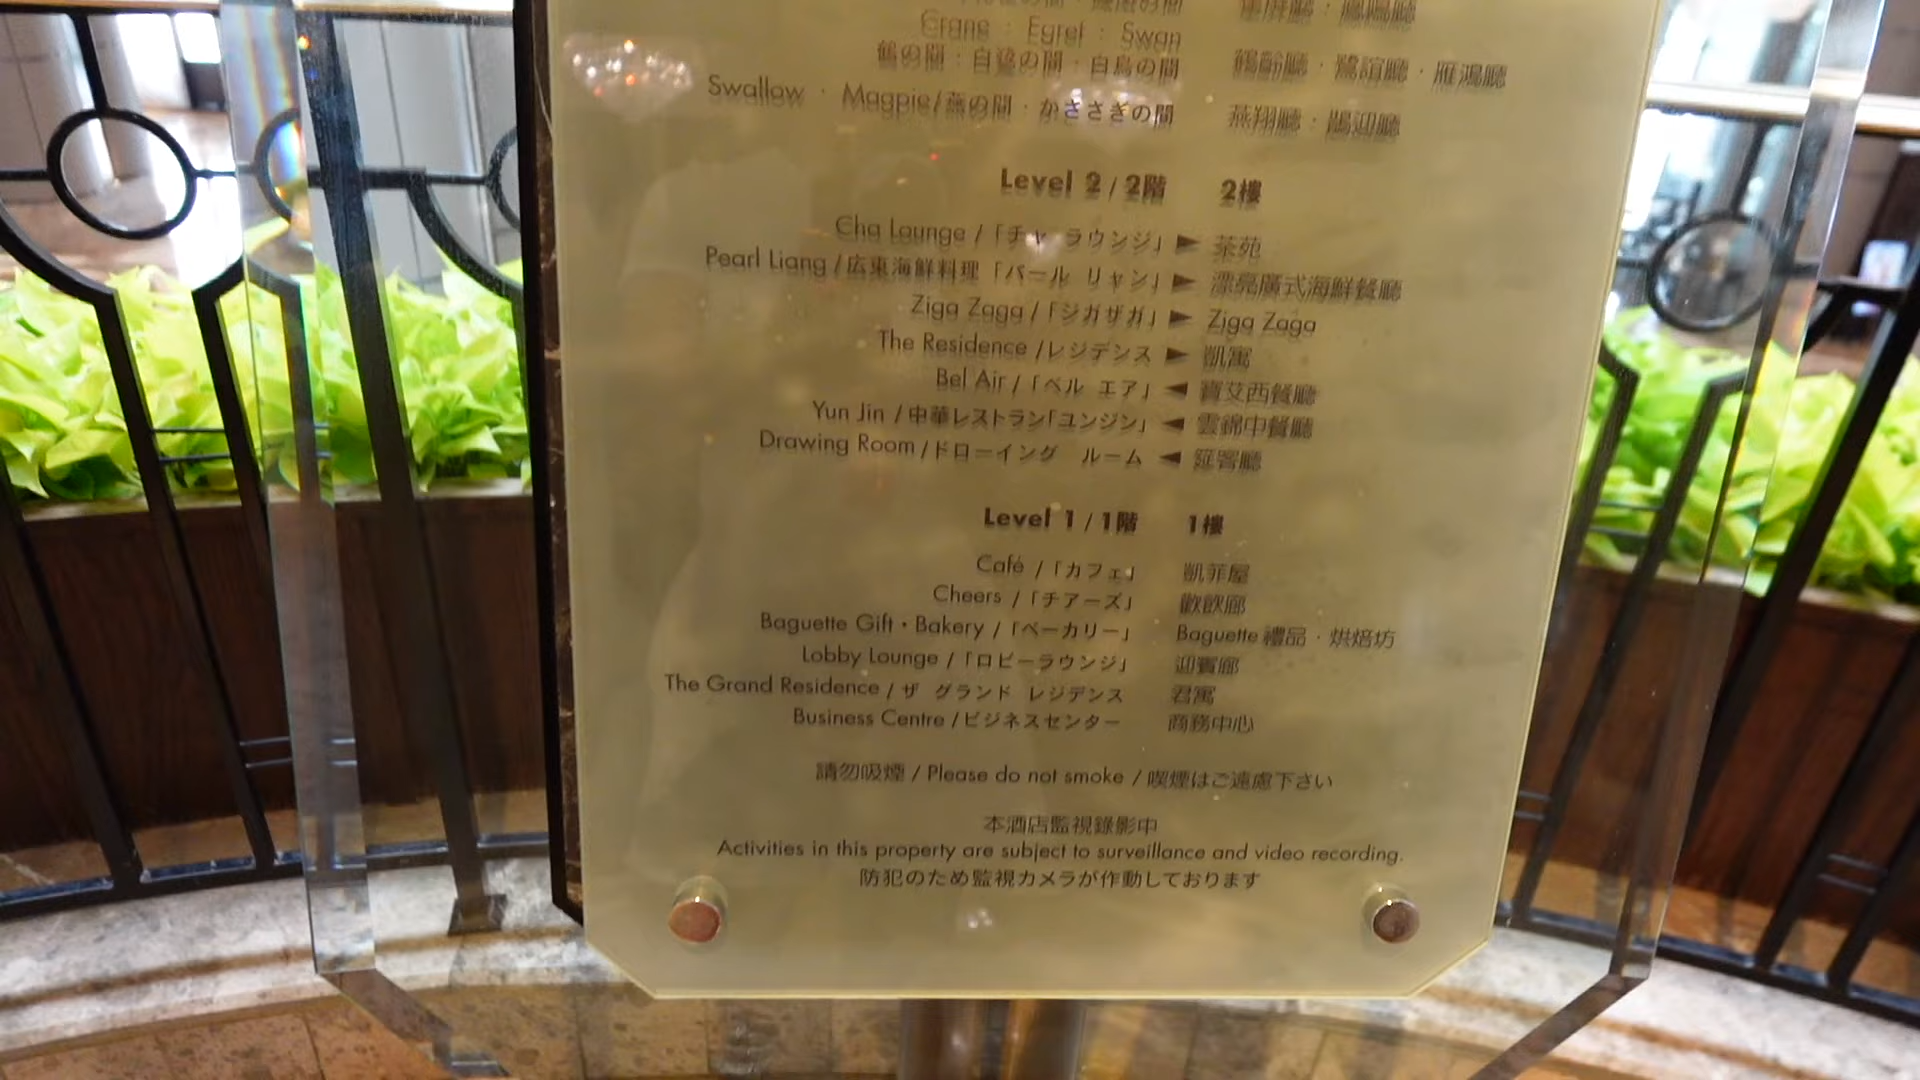 Crane : Egret : Swan
鶴の間 · 白鷺の間 · 白鳥の間 鶴齡廳 · 鷺誼廳 · 雁鴻廳
Swallow · Magpie/燕の間 · かささぎの間 燕翔廳 · 鵲迎廳
Level 2 / 2階 2樓
Cha Lounge /「チャ ラウンジ」 ► 茶苑
Pearl Liang / 広東海鮮料理「パール リャン」 ► 漂亮廣式海鮮餐廳
Ziga Zaga /「ジガザガ」 ► Ziga Zaga
The Residence /レジデンス ► 凱寓
Bel Air /「ベル エア」 ◄ 寶艾西餐廳
Yun Jin / 中華レストラン「ユンジン」 ◄ 雲錦中餐廳
Drawing Room /ドローイング ルーム ◄ 筵客廳
Level 1 / 1階 1樓
Café /「カフェ」 凱菲屋
Cheers /「チアーズ」 歡飲廊
Baguette Gift • Bakery /「ベーカリー」 Baguette 禮品 · 烘焙坊
Lobby Lounge /「ロビーラウンジ」 迎賓廊
The Grand Residence / ザ グランド レジデンス 君寓
Business Centre /ビジネスセンター 商務中心
請勿吸煙 / Please do not smoke / 喫煙はご遠慮下さい
本酒店監視錄影中
Activities in this property are subject to surveillance and video recording.
防犯のため監視カメラが作動しております